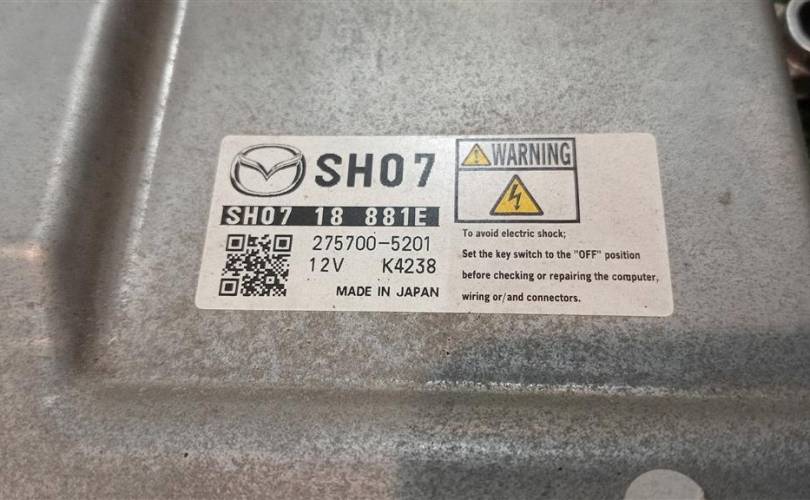 SH07
SH07 18 881E
275700-5201
12V K4238
MADE IN JAPAN
WARNING
To avoid electric shock;
Set the key switch to the "OFF" position
before checking or repairing the computer,
wiring or/and connectors.